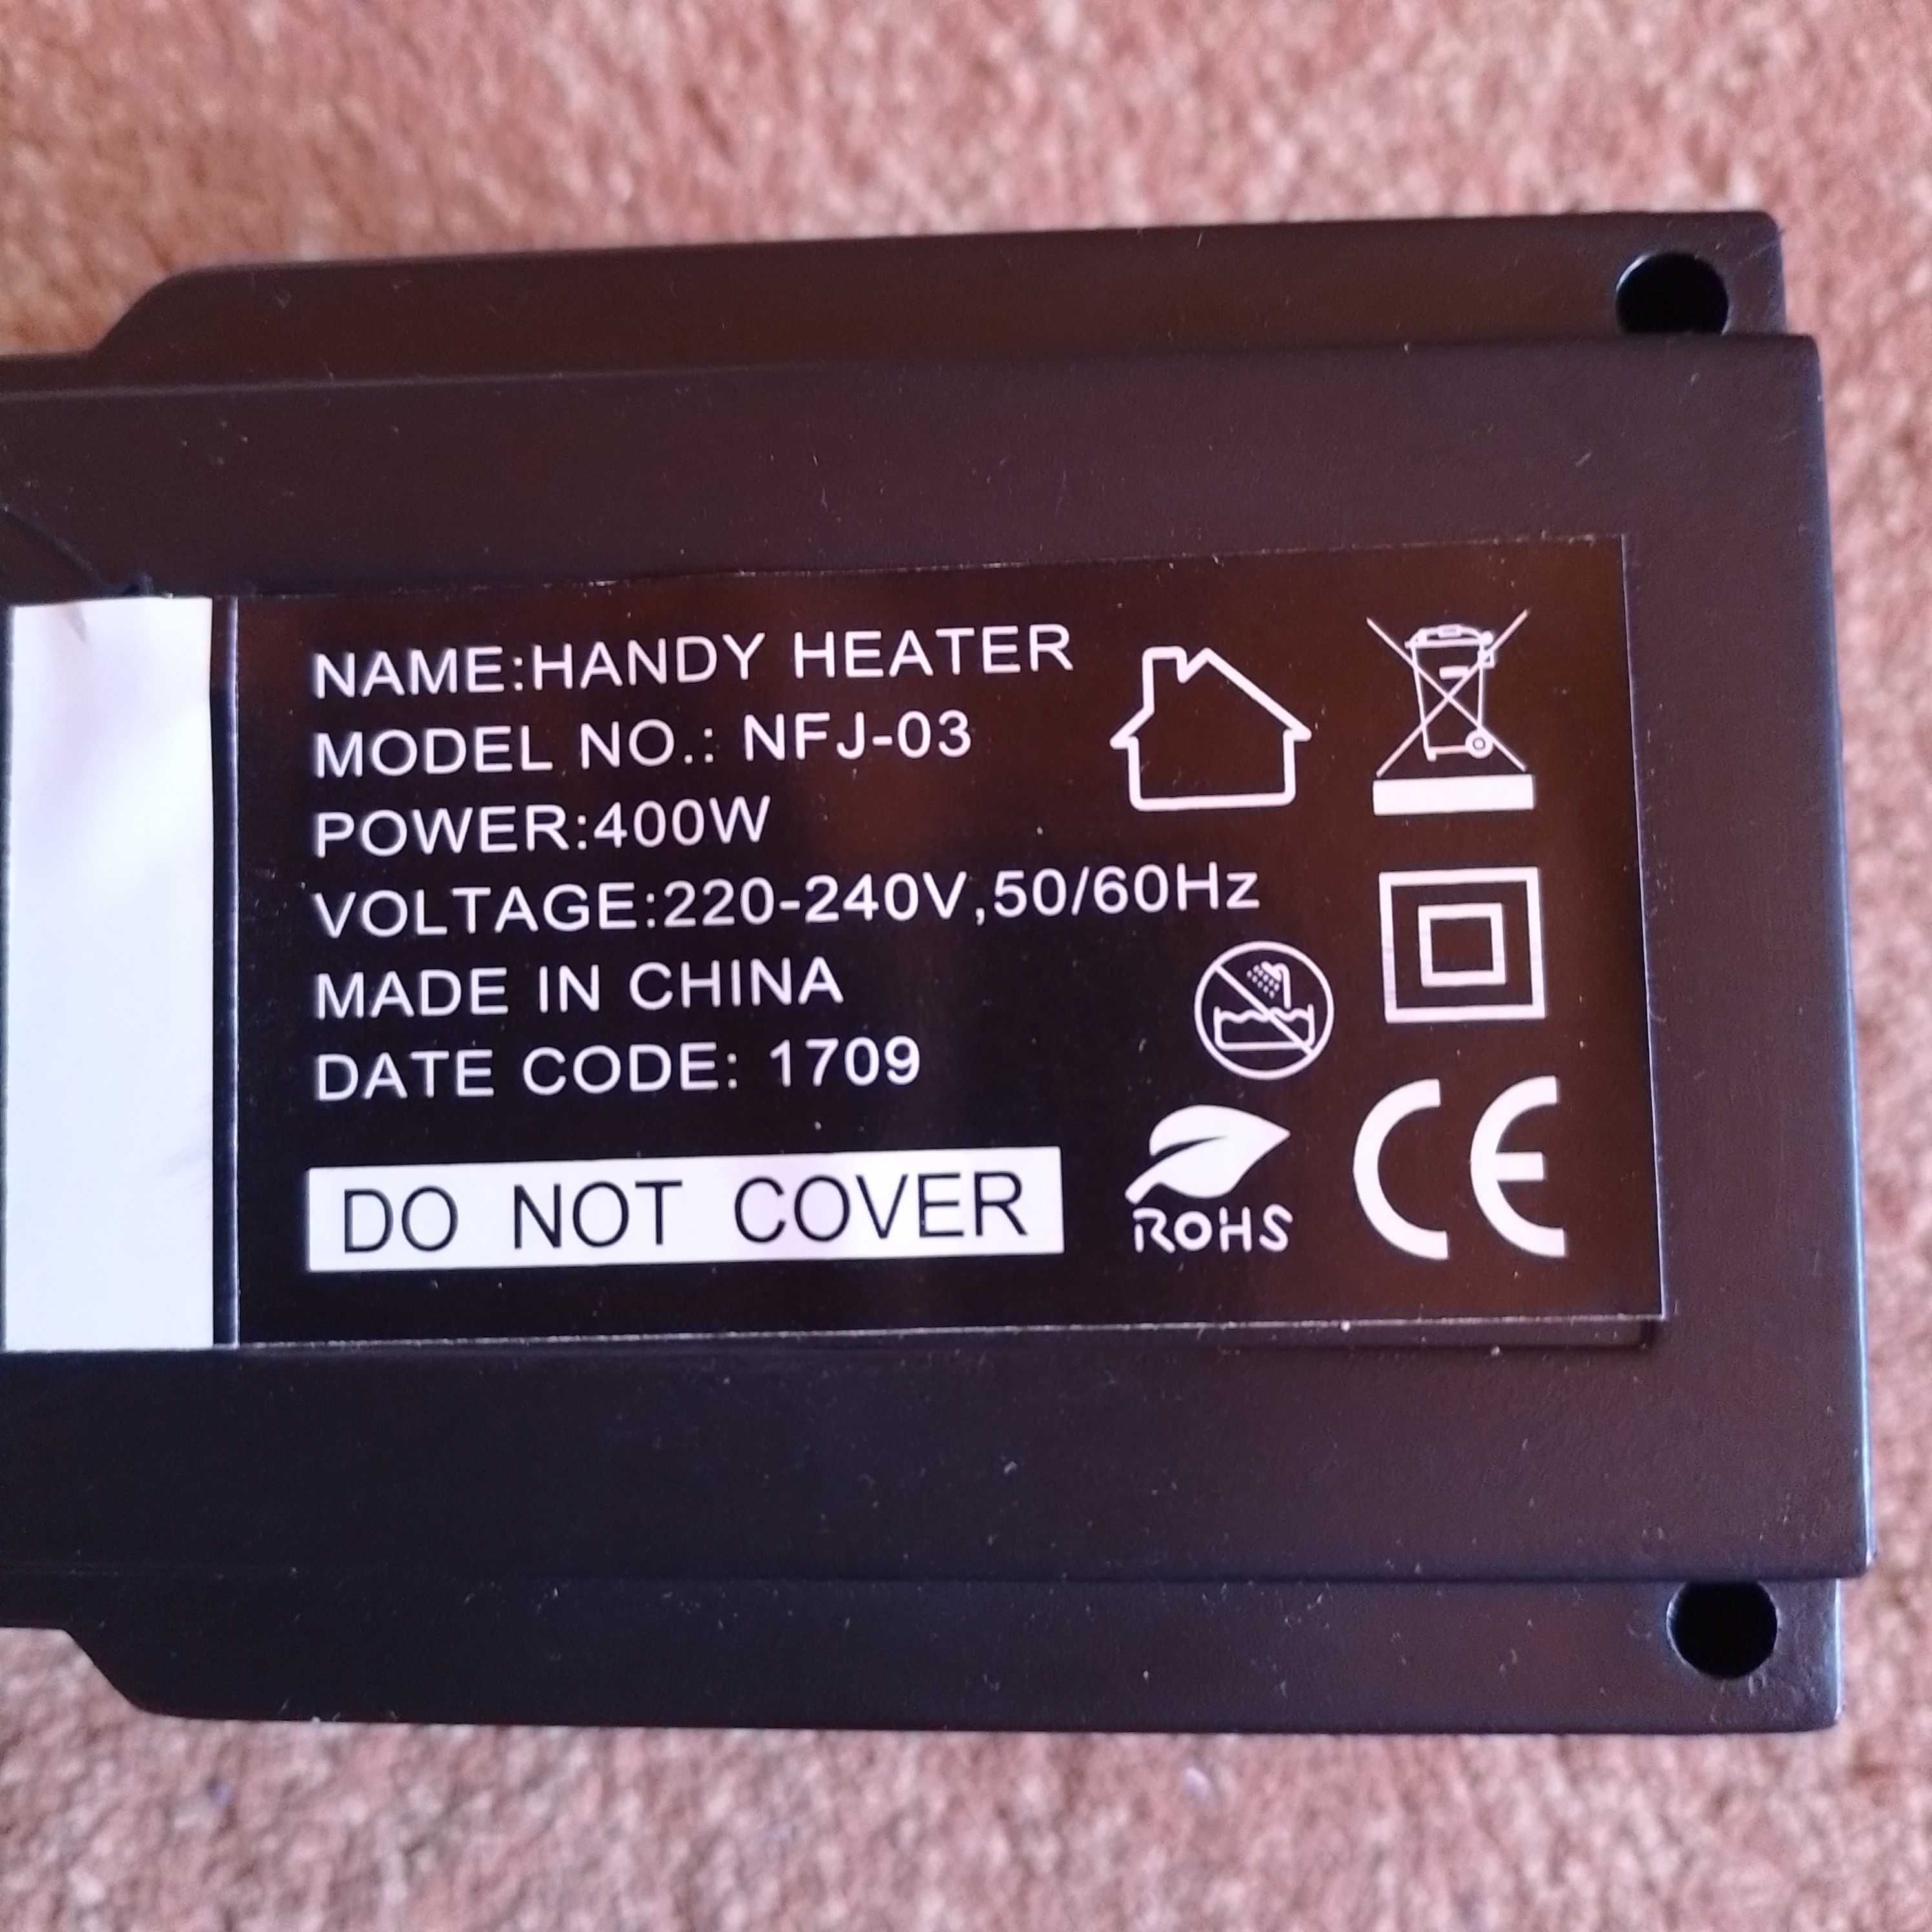 NAME:HANDY HEATER
MODEL NO.: NFJ-03
POWER:400W
VOLTAGE:220-240V,50/60Hz
MADE IN CHINA
DATE CODE: 1709
DO NOT COVER
ROHS
CE